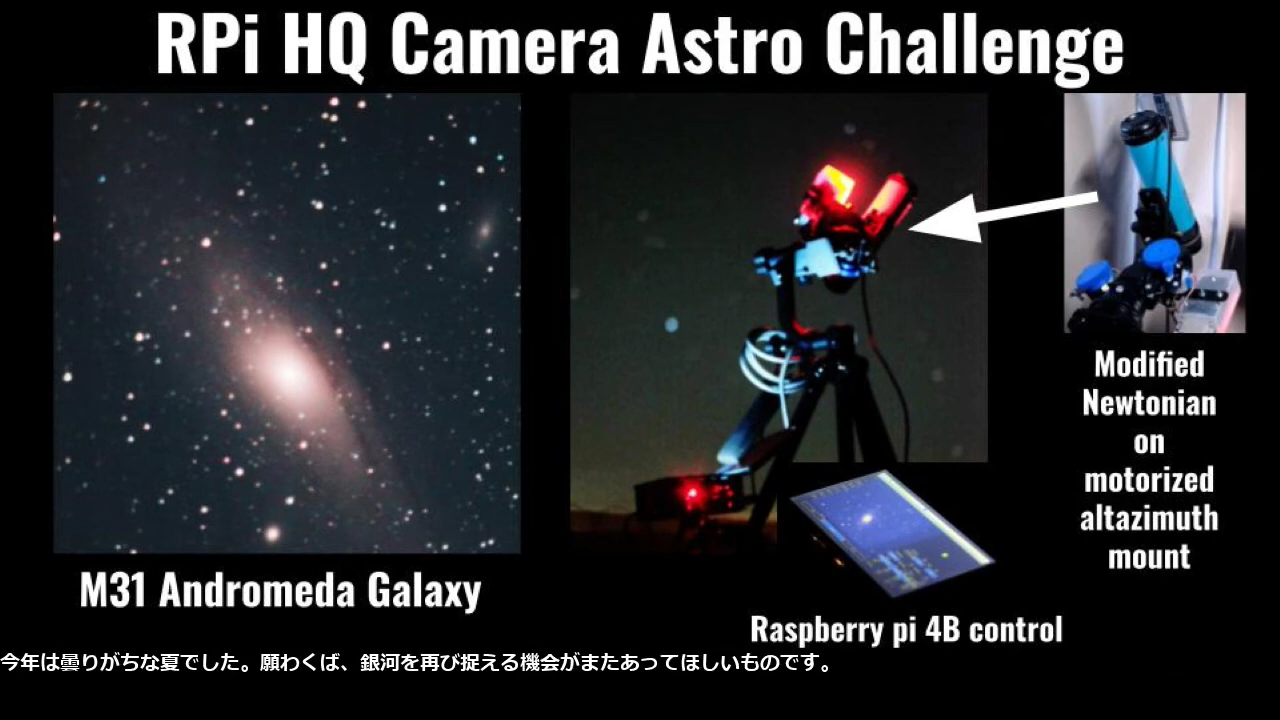 RPi HQ Camera Astro Challenge
M31 Andromeda Galaxy
Modified
Newtonian
on
motorized
altazimuth
mount
Raspberry pi 4B control
今年は曇りがちな夏でした。願わくば、銀河を再び捉える機会がまたあってほしいものです。